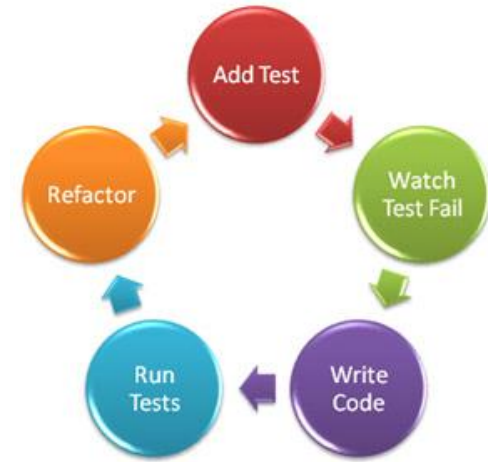 Add Test
Watch
Test Fail
Write
Code
Run
Tests
Refactor